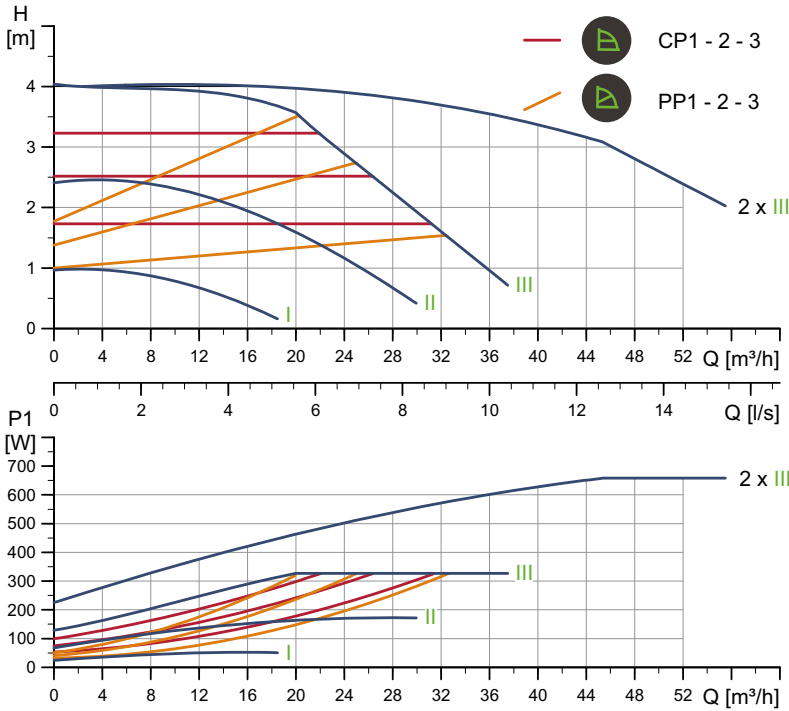 H
[m]
CP1 - 2 - 3
PP1 - 2 - 3
4
3
2
1
0
2 x III
III
II
I
0 4 8 12 16 20 24 28 32 36 40 44 48 52 Q [m³/h]
0 2 4 6 8 10 12 14 Q [l/s]
P1
[W]
700
600
500
400
300
200
100
0
2 x III
III
II
I
0 4 8 12 16 20 24 28 32 36 40 44 48 52 Q [m³/h]